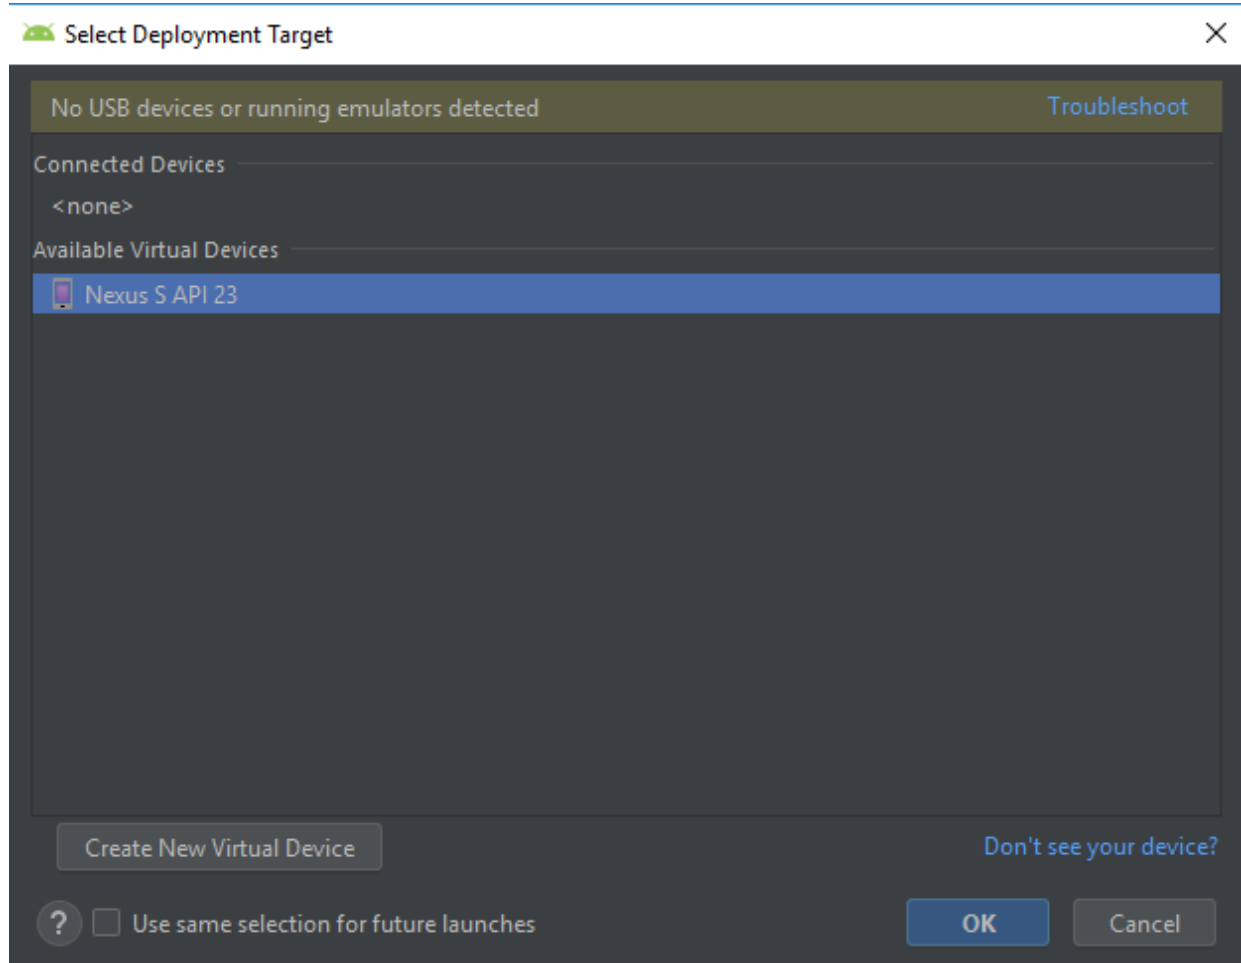 Select Deployment Target
No USB devices or running emulators detected Troubleshoot
Connected Devices
<none>
Available Virtual Devices
Nexus S API 23
Create New Virtual Device Don't see your device?
? Use same selection for future launches OK Cancel